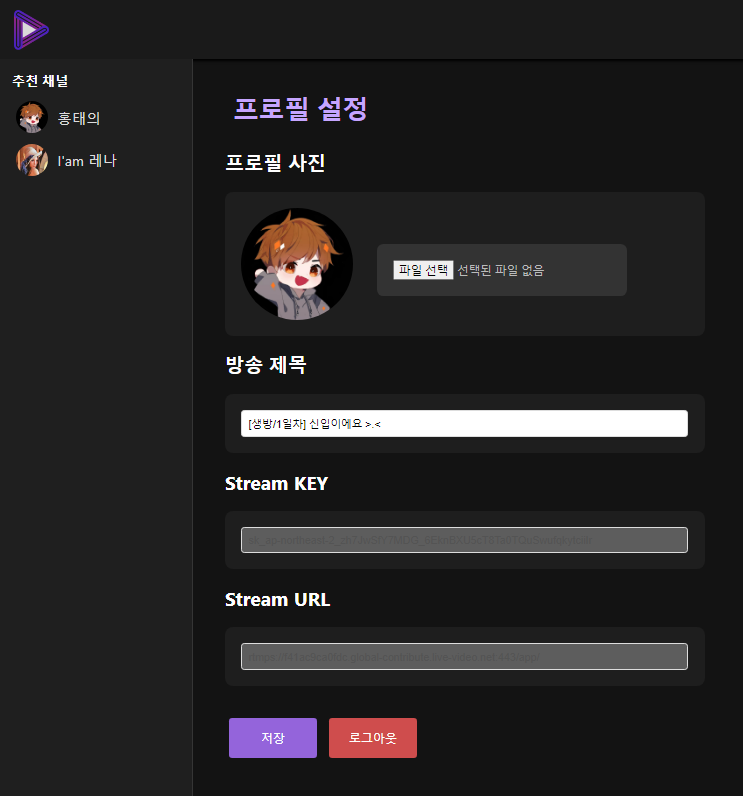 추천 채널
홍태의
I'am 레나
프로필 설정
프로필 사진
파일 선택 선택된 파일 없음
방송 제목
[생방/1일차] 신입이에요 >.<
Stream KEY
Stream URL
저장
로그아웃